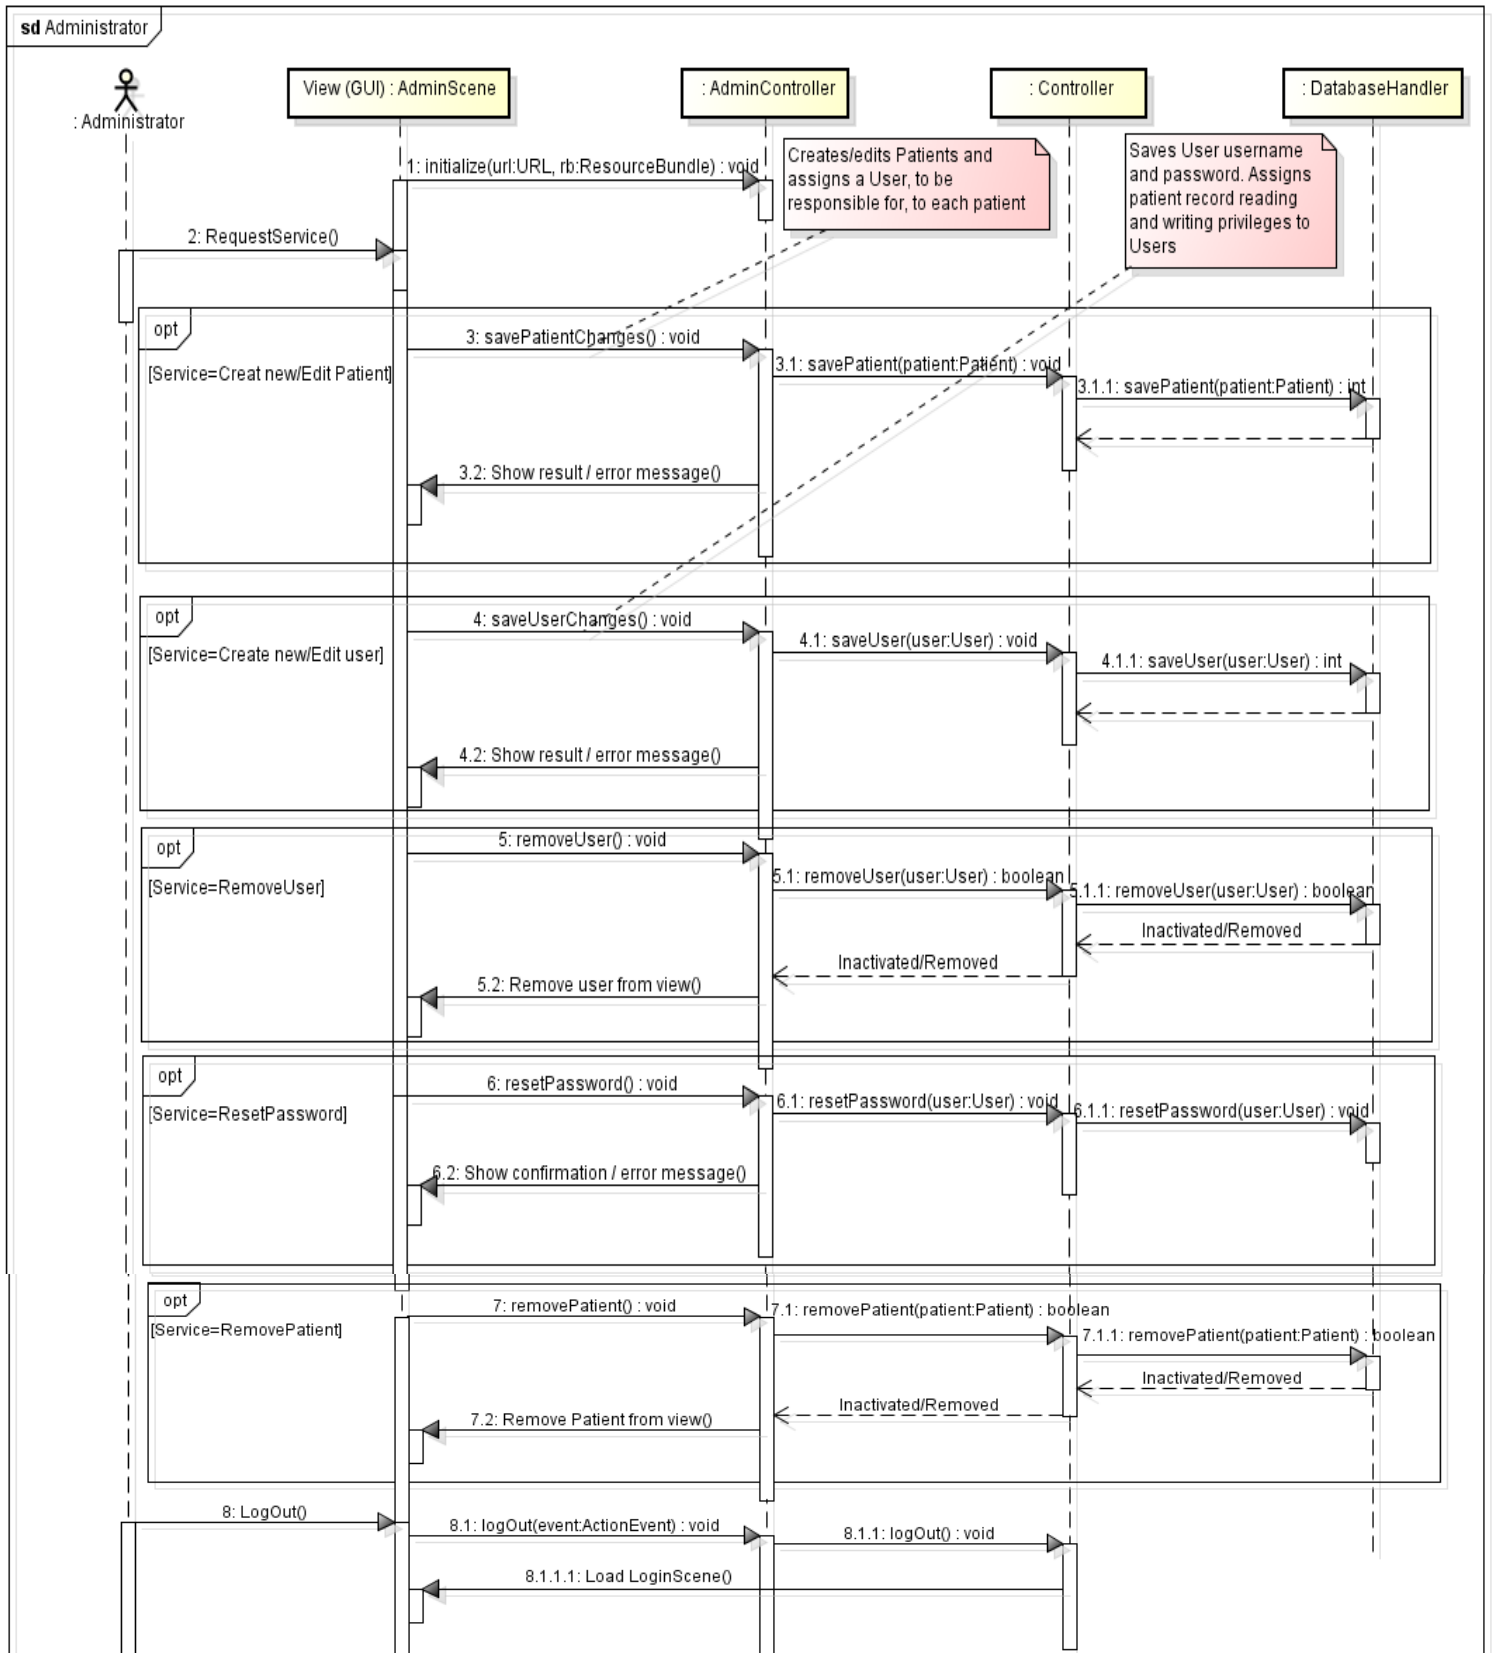 sd Administrator
: Administrator
View (GUI) : AdminScene
: AdminController
: Controller
: DatabaseHandler
1: initialize(url:URL, rb:ResourceBundle) : void
Creates/edits Patients and
assigns a User, to be
responsible for, to each patient
Saves User username
and password. Assigns
patient record reading
and writing privileges to
Users
2: RequestService()
opt
[Service=Creat new/Edit Patient]
3: savePatientChanges() : void
3.1: savePatient(patient:Patient) : void
3.1.1: savePatient(patient:Patient) : int
3.2: Show result / error message()
opt
[Service=Create new/Edit user]
4: saveUserChanges() : void
4.1: saveUser(user:User) : void
4.1.1: saveUser(user:User) : int
4.2: Show result / error message()
opt
[Service=RemoveUser]
5: removeUser() : void
5.1: removeUser(user:User) : boolean
5.1.1: removeUser(user:User) : boolean
Inactivated/Removed
Inactivated/Removed
5.2: Remove user from view()
opt
[Service=ResetPassword]
6: resetPassword() : void
6.1: resetPassword(user:User) : void
6.1.1: resetPassword(user:User) : void
6.2: Show confirmation / error message()
opt
[Service=RemovePatient]
7: removePatient() : void
7.1: removePatient(patient:Patient) : boolean
7.1.1: removePatient(patient:Patient) : boolean
Inactivated/Removed
Inactivated/Removed
7.2: Remove Patient from view()
8: LogOut()
8.1: logOut(event:ActionEvent) : void
8.1.1: logOut() : void
8.1.1.1: Load LoginScene()